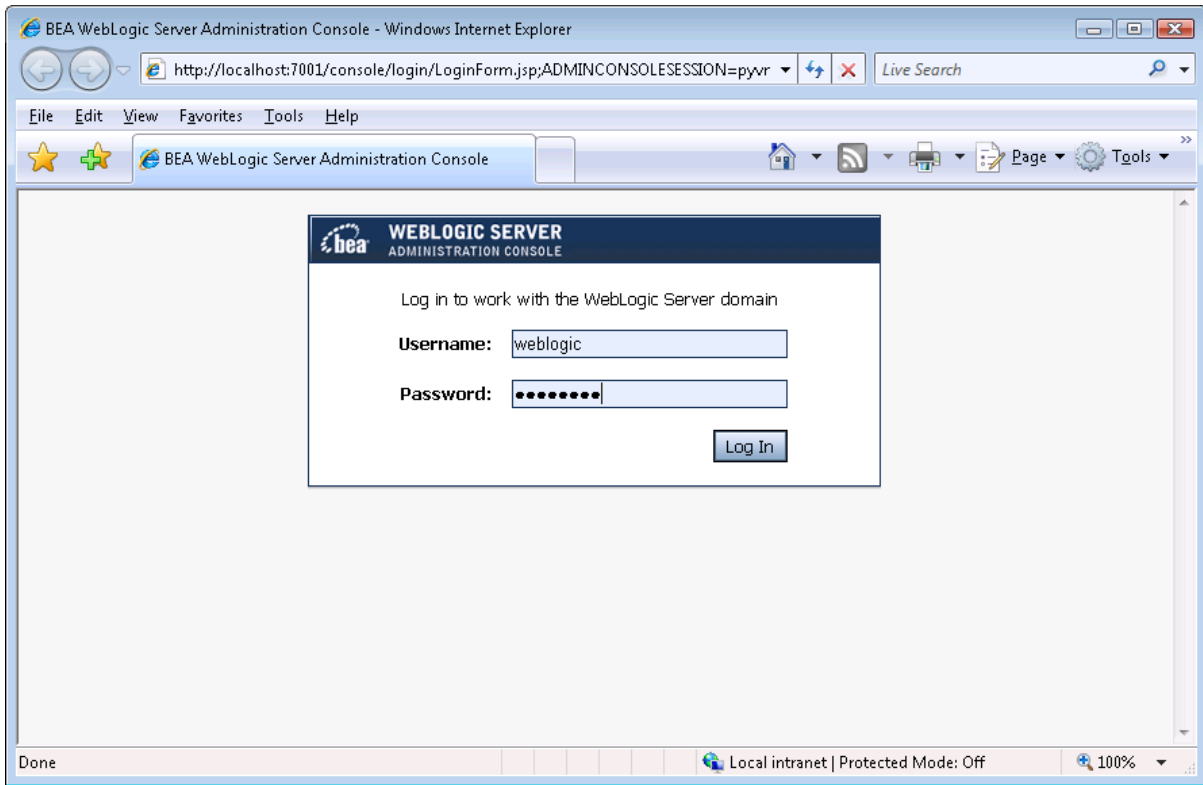 BEA WebLogic Server Administration Console - Windows Internet Explorer
http://localhost:7001/console/login/LoginForm.jsp;ADMINCONSOLESESSION=pyvr
Live Search
File Edit View Favorites Tools Help
BEA WebLogic Server Administration Console
Page Tools
bea WEBLOGIC SERVER
ADMINISTRATION CONSOLE
Log in to work with the WebLogic Server domain
Username: weblogic
Password: ●●●●●●●●
Log In
Done Local intranet | Protected Mode: Off 100%